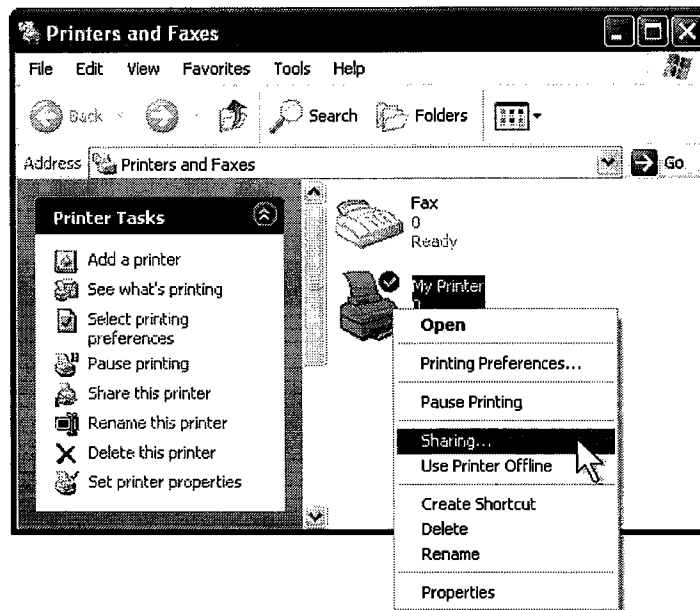 Printers and Faxes
File Edit View Favorites Tools Help
Back Search Folders
Address Printers and Faxes Go
Printer Tasks
Add a printer
See what's printing
Select printing
preferences
Pause printing
Share this printer
Rename this printer
Delete this printer
Set printer properties
Fax
0
Ready
My Printer
Open
Printing Preferences...
Pause Printing
Sharing...
Use Printer Offline
Create Shortcut
Delete
Rename
Properties